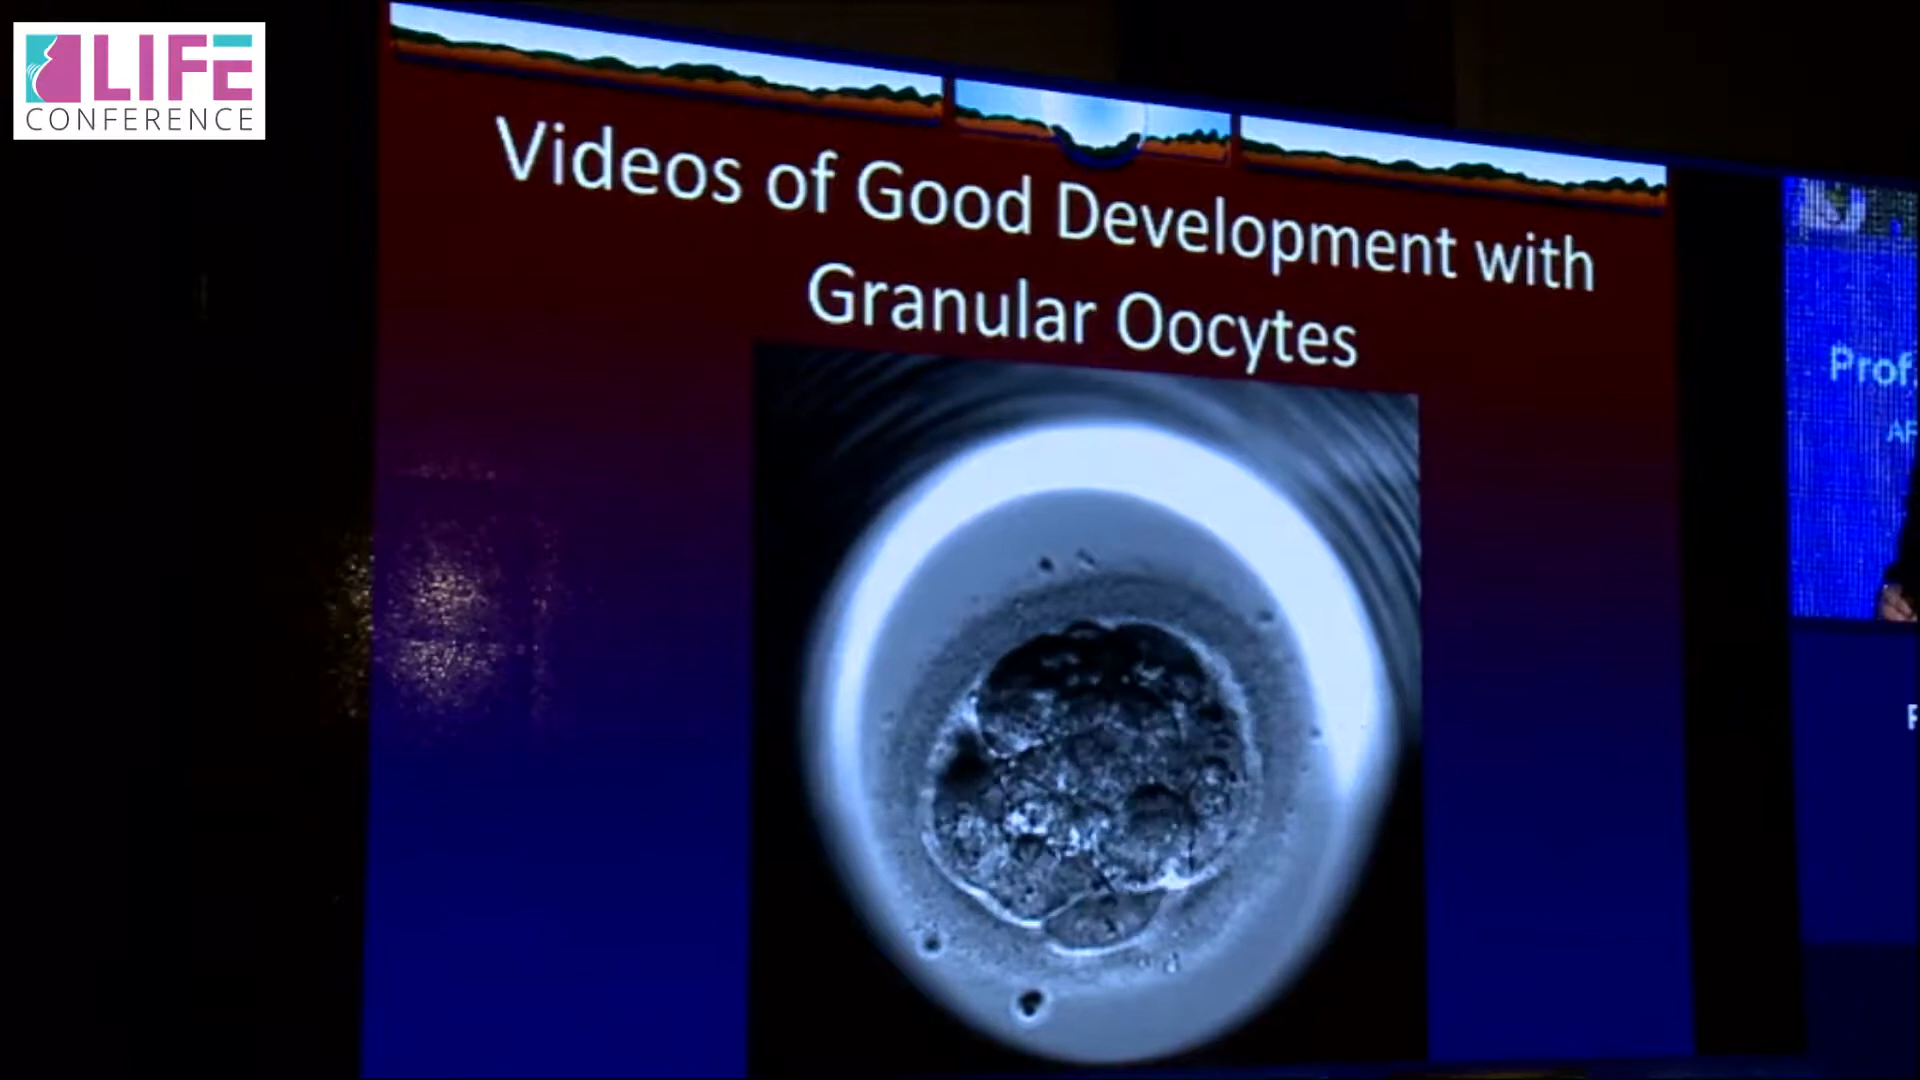 LIFE
CONFERENCE
Videos of Good Development with
Granular Oocytes
Prof.